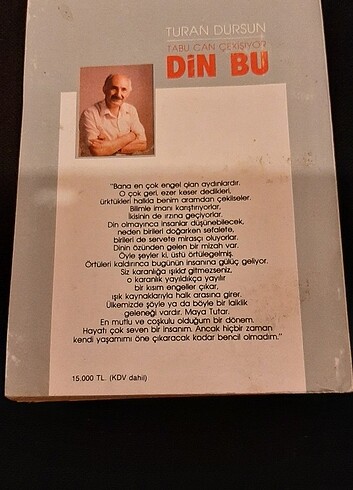 TURAN DURSUN
TABU CAN ÇEKİŞİYOR
DİN BU
"Bana en çok engel olan aydınlardır.
O çok geri, ezer keser dedikleri,
ürktükleri halkla benim aramdan çekilseler.
Bilimle imanı karıştırıyorlar,
İkisinin de ırzına geçiyorlar.
Din olmayınca insanlar düşünebilecek,
neden birileri doğarken sefalete,
birileri de servete mirasçı oluyorlar.
Dinin özünden gelen bir mizah var.
Öyle şeyler ki, üstü örtülegelmiş.
Örtüleri kaldırınca bugünün insanına gülüç geliyor.
Siz karanlığa ışıkla gitmezseniz,
o karanlık yayıldıkça yayılır
bir kısım engeller çıkar,
ışık kaynaklarıyla halk arasına girer.
Ülkemizde şöyle ya da böyle bir laiklik
geleneği vardır. Maya Tutar.
En mutlu ve coşkulu olduğum bir dönem.
Hayatı çok seven bir insanım. Ancak hiçbir zaman
kendi yaşamımı öne çıkaracak kadar bencil olmadım."
15.000 TL. (KDV dahil)